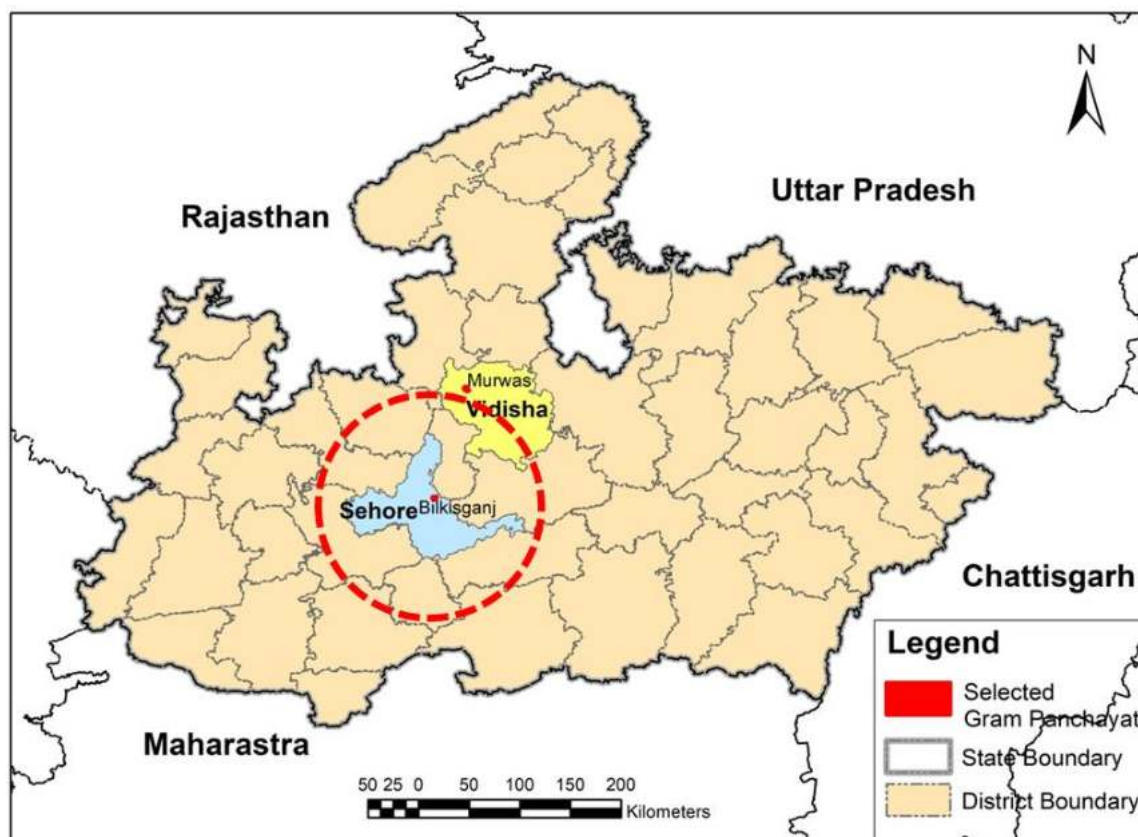 N
Uttar Pradesh
Rajasthan
Murwas
Vidisha
Sehore
Bilkisganj
Chattisgarh
Maharastra
Legend
Selected
Gram Panchayat
State Boundary
District Boundary
50 25 0 50 100 150 200
Kilometers